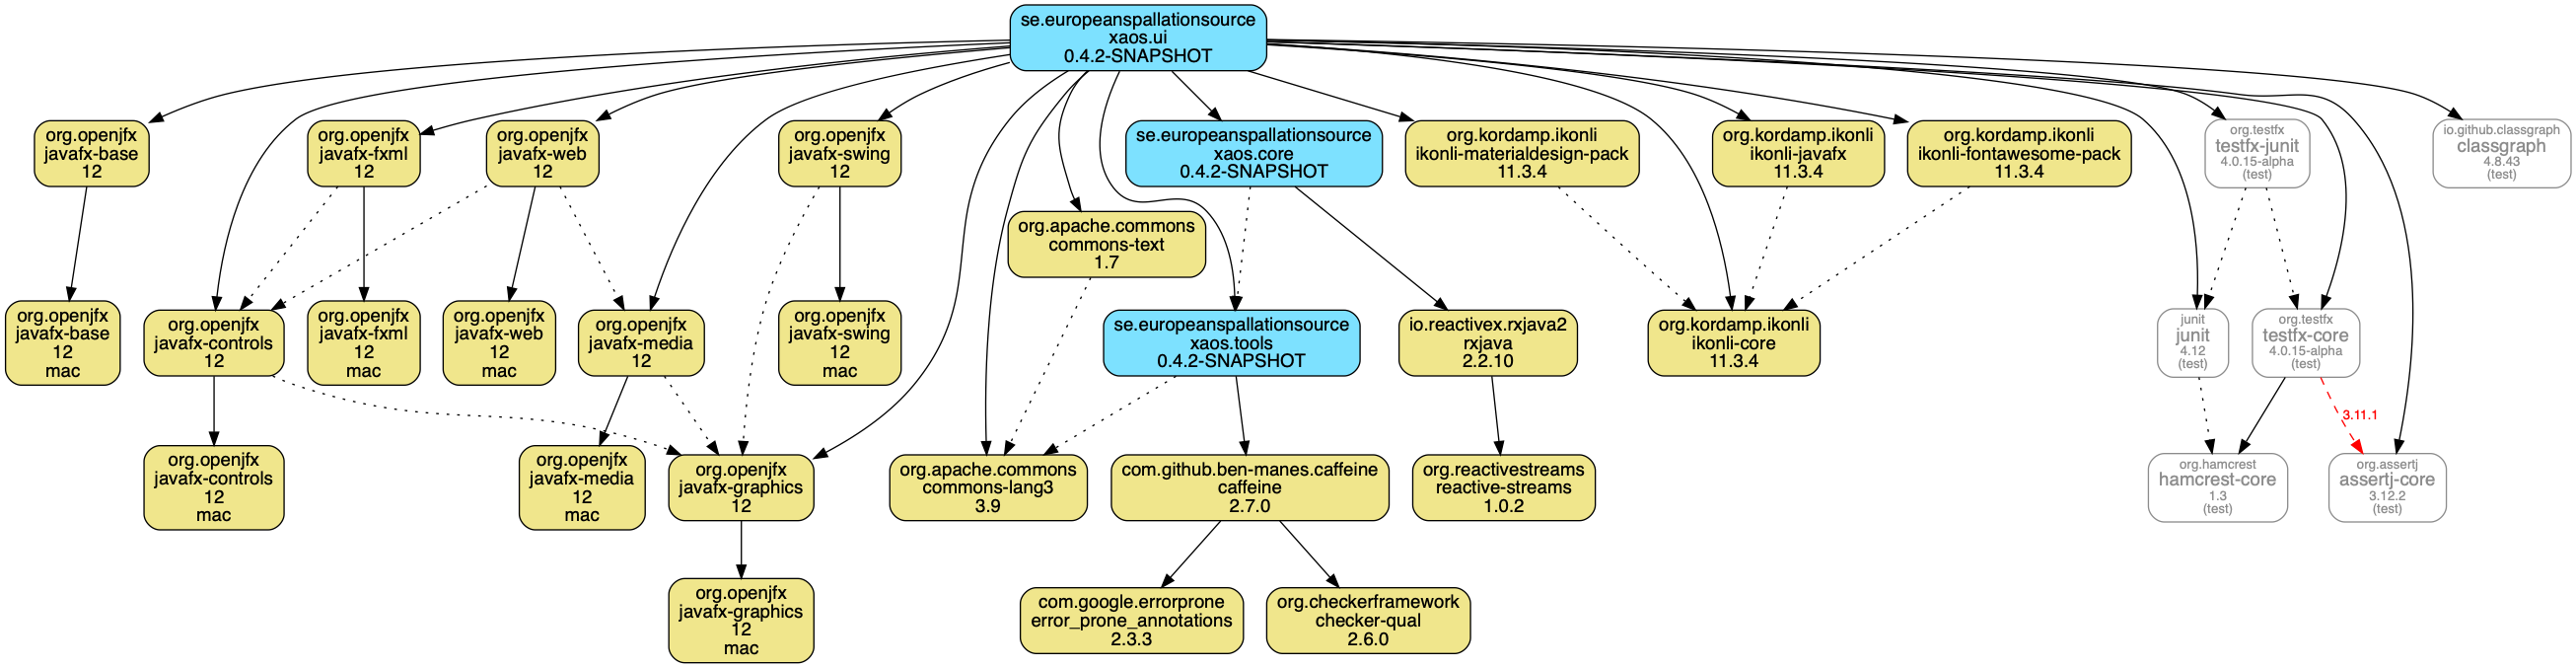 se.europeanspallationsource
xaos.ui
0.4.2-SNAPSHOT
org.openjfx
javafx-base
12
org.openjfx
javafx-fxml
12
org.openjfx
javafx-web
12
org.openjfx
javafx-swing
12
se.europeanspallationsource
xaos.core
0.4.2-SNAPSHOT
org.kordamp.ikonli
ikonli-materialdesign-pack
11.3.4
org.kordamp.ikonli
ikonli-javafx
11.3.4
org.kordamp.ikonli
ikonli-fontawesome-pack
11.3.4
org.testfx
testfx-junit
4.0.15-alpha
(test)
io.github.classgraph
classgraph
4.8.43
(test)
org.apache.commons
commons-text
1.7
org.openjfx
javafx-base
12
mac
org.openjfx
javafx-controls
12
org.openjfx
javafx-fxml
12
mac
org.openjfx
javafx-web
12
mac
org.openjfx
javafx-media
12
org.openjfx
javafx-swing
12
mac
se.europeanspallationsource
xaos.tools
0.4.2-SNAPSHOT
io.reactivex.rxjava2
rxjava
2.2.10
org.kordamp.ikonli
ikonli-core
11.3.4
junit
junit
4.12
(test)
org.testfx
testfx-core
4.0.15-alpha
(test)
3.11.1
org.openjfx
javafx-controls
12
mac
org.openjfx
javafx-media
12
mac
org.openjfx
javafx-graphics
12
org.apache.commons
commons-lang3
3.9
com.github.ben-manes.caffeine
caffeine
2.7.0
org.reactivestreams
reactive-streams
1.0.2
org.hamcrest
hamcrest-core
1.3
(test)
org.assertj
assertj-core
3.12.2
(test)
org.openjfx
javafx-graphics
12
mac
com.google.errorprone
error_prone_annotations
2.3.3
org.checkerframework
checker-qual
2.6.0